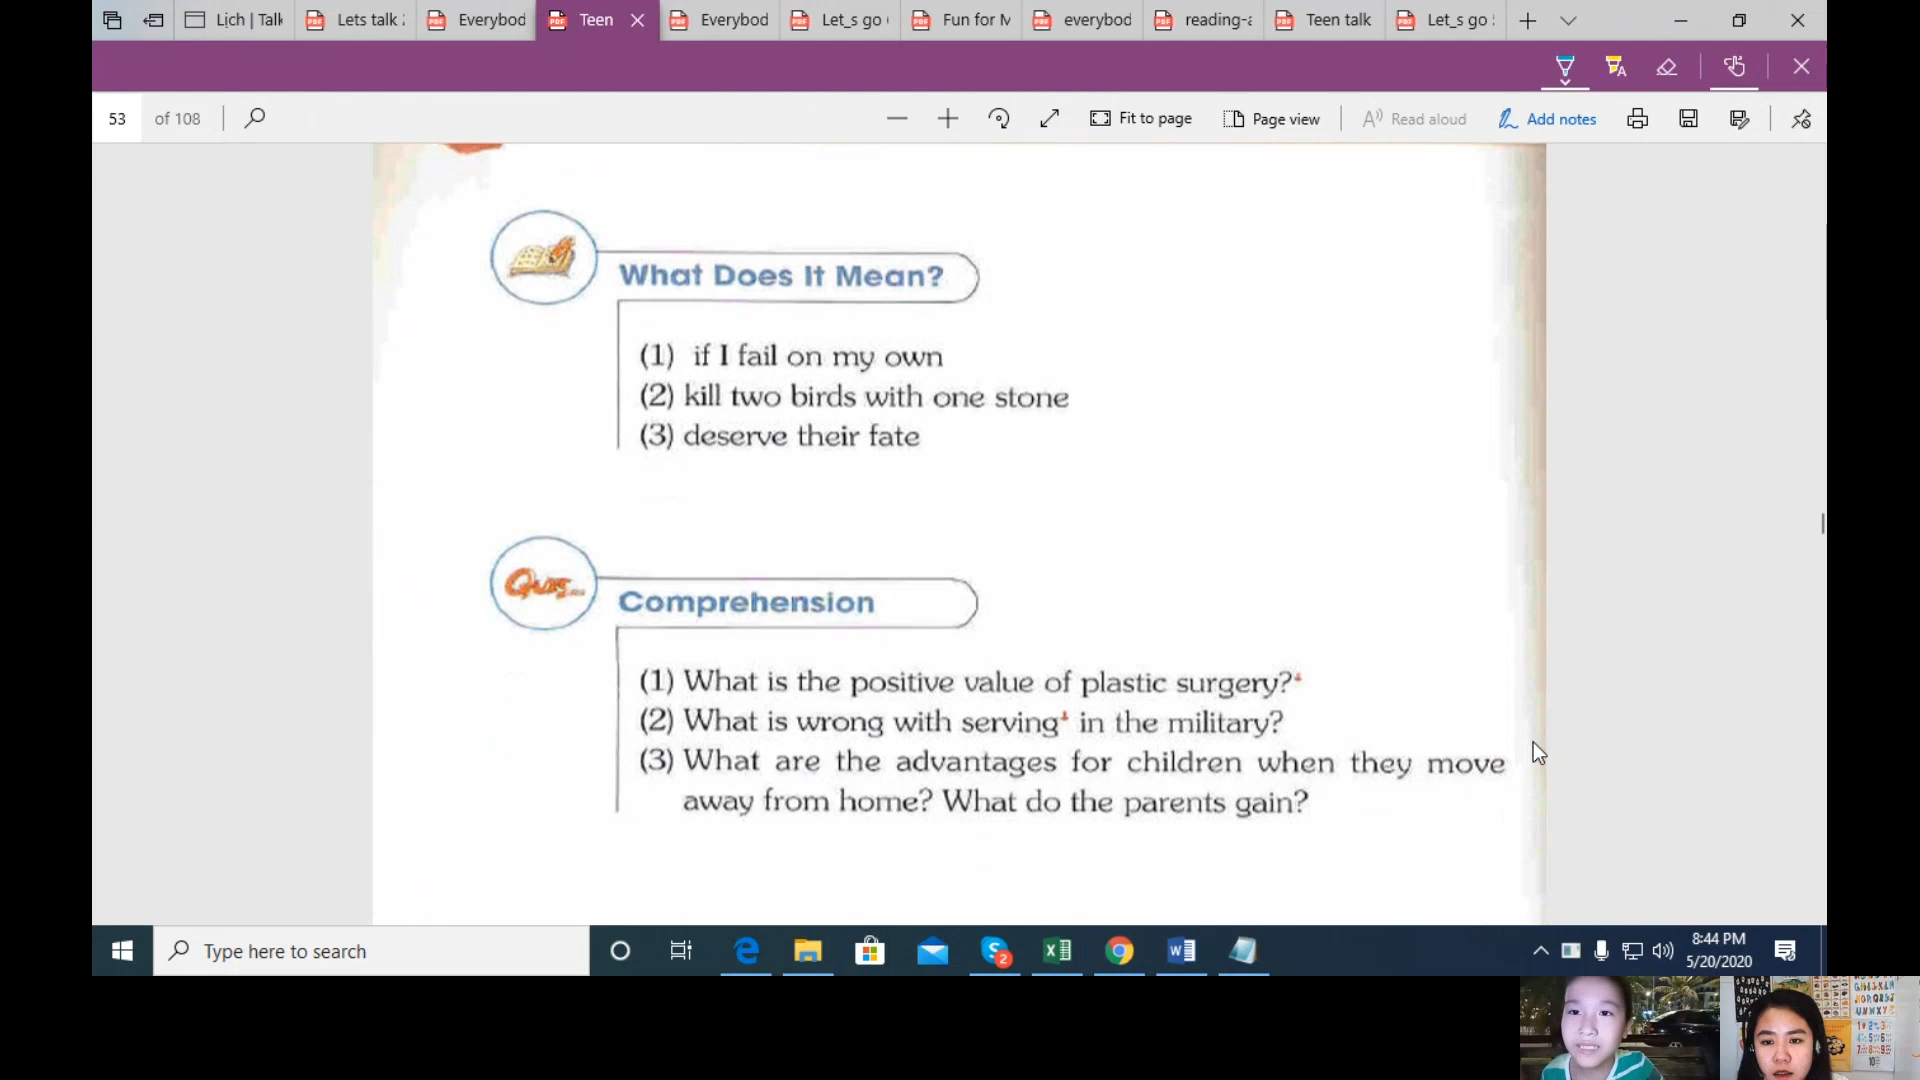 Lịch | Talk
Lets talk 2
Everybod
Teen
Everybod
Let_s go
Fun for M
everybod
reading-a
Teen talk
Let_s go
53 of 108
Fit to page
Page view
Read aloud
Add notes
What Does It Mean?
(1) if I fail on my own
(2) kill two birds with one stone
(3) deserve their fate
Quiz...
Comprehension
(1) What is the positive value of plastic surgery?
(2) What is wrong with serving in the military?
(3) What are the advantages for children when they move
away from home? What do the parents gain?
Type here to search
2
8:44 PM
5/20/2020